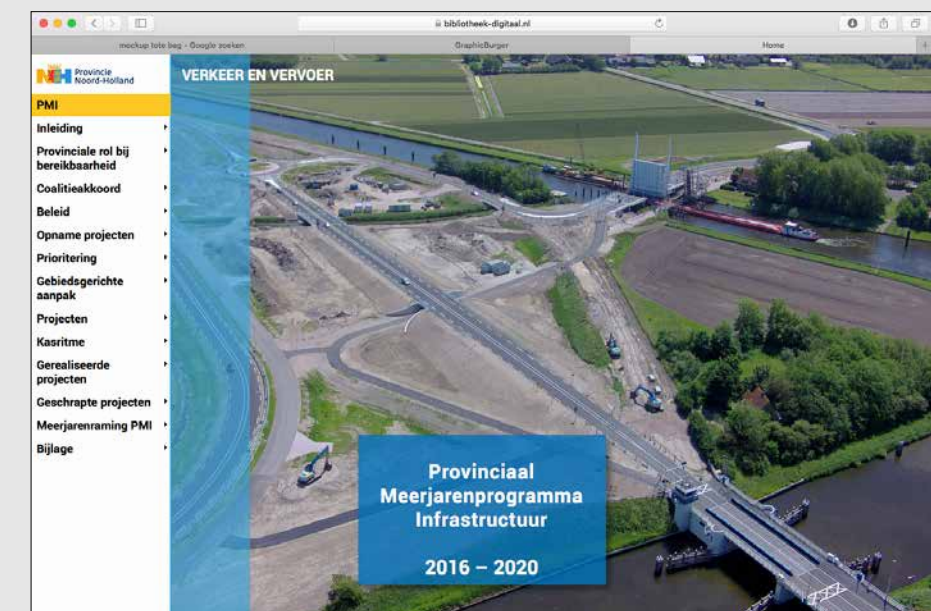 bibliotheek-digitaal.nl
mockup tote bag - Google zoeken
GraphicBurger
Home
NH Provincie
Noord-Holland
VERKEER EN VERVOER
PMI
Inleiding
Provinciale rol bij
bereikbaarheid
Coalitieakkoord
Beleid
Opname projecten
Prioritering
Gebiedsgerichte
aanpak
Projecten
Kasritme
Gerealiseerde
projecten
Geschrapte projecten
Meerjarenraming PMI
Bijlage
Provinciaal
Meerjarenprogramma
Infrastructuur
2016 – 2020